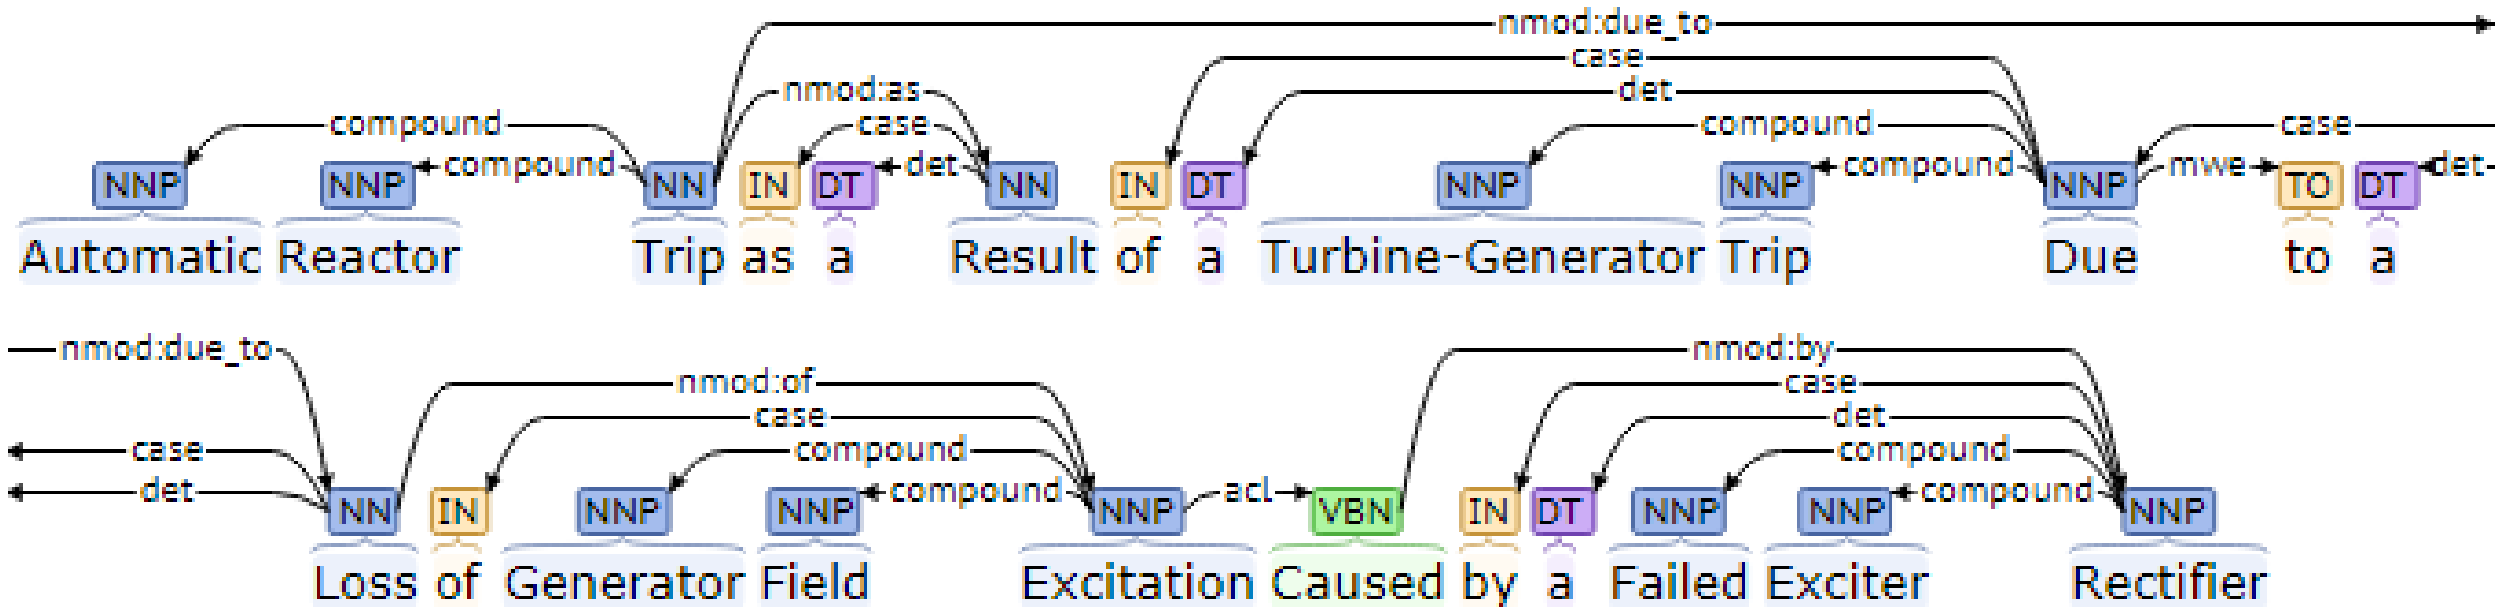 nmod:due_to
case
nmod:as det
compound case compound case
compound det compound mwe det
NNP NNP NN IN DT NN IN DT NNP NNP NNP TO DT
Automatic Reactor Trip as a Result of a Turbine-Generator Trip Due to a
nmod:due_to nmod:by
nmod:of case
case det
case compound compound
det compound acl compound
NN IN NNP NNP NNP VBN IN DT NNP NNP NNP
Loss of Generator Field Excitation Caused by a Failed Exciter Rectifier